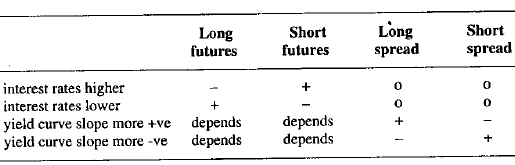 Long Short Long Short
futures futures spread spread
interest rates higher – + o o
interest rates lower + – o o
yield curve slope more +ve depends depends + –
yield curve slope more -ve depends depends – +